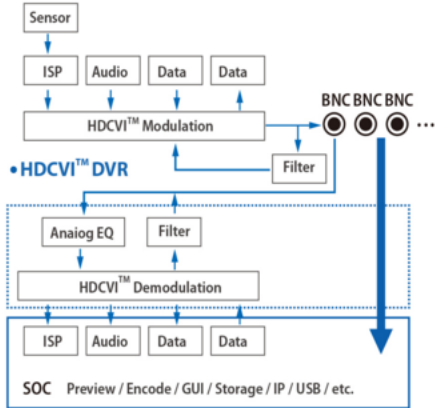 Sensor
ISP Audio Data Data
BNC BNC BNC
HDCVI™ Modulation
...
Filter
•HDCVI™ DVR
Anaiog EQ Filter
HDCVI™ Demodulation
ISP Audio Data Data
SOC Preview / Encode / GUI / Storage / IP / USB / etc.